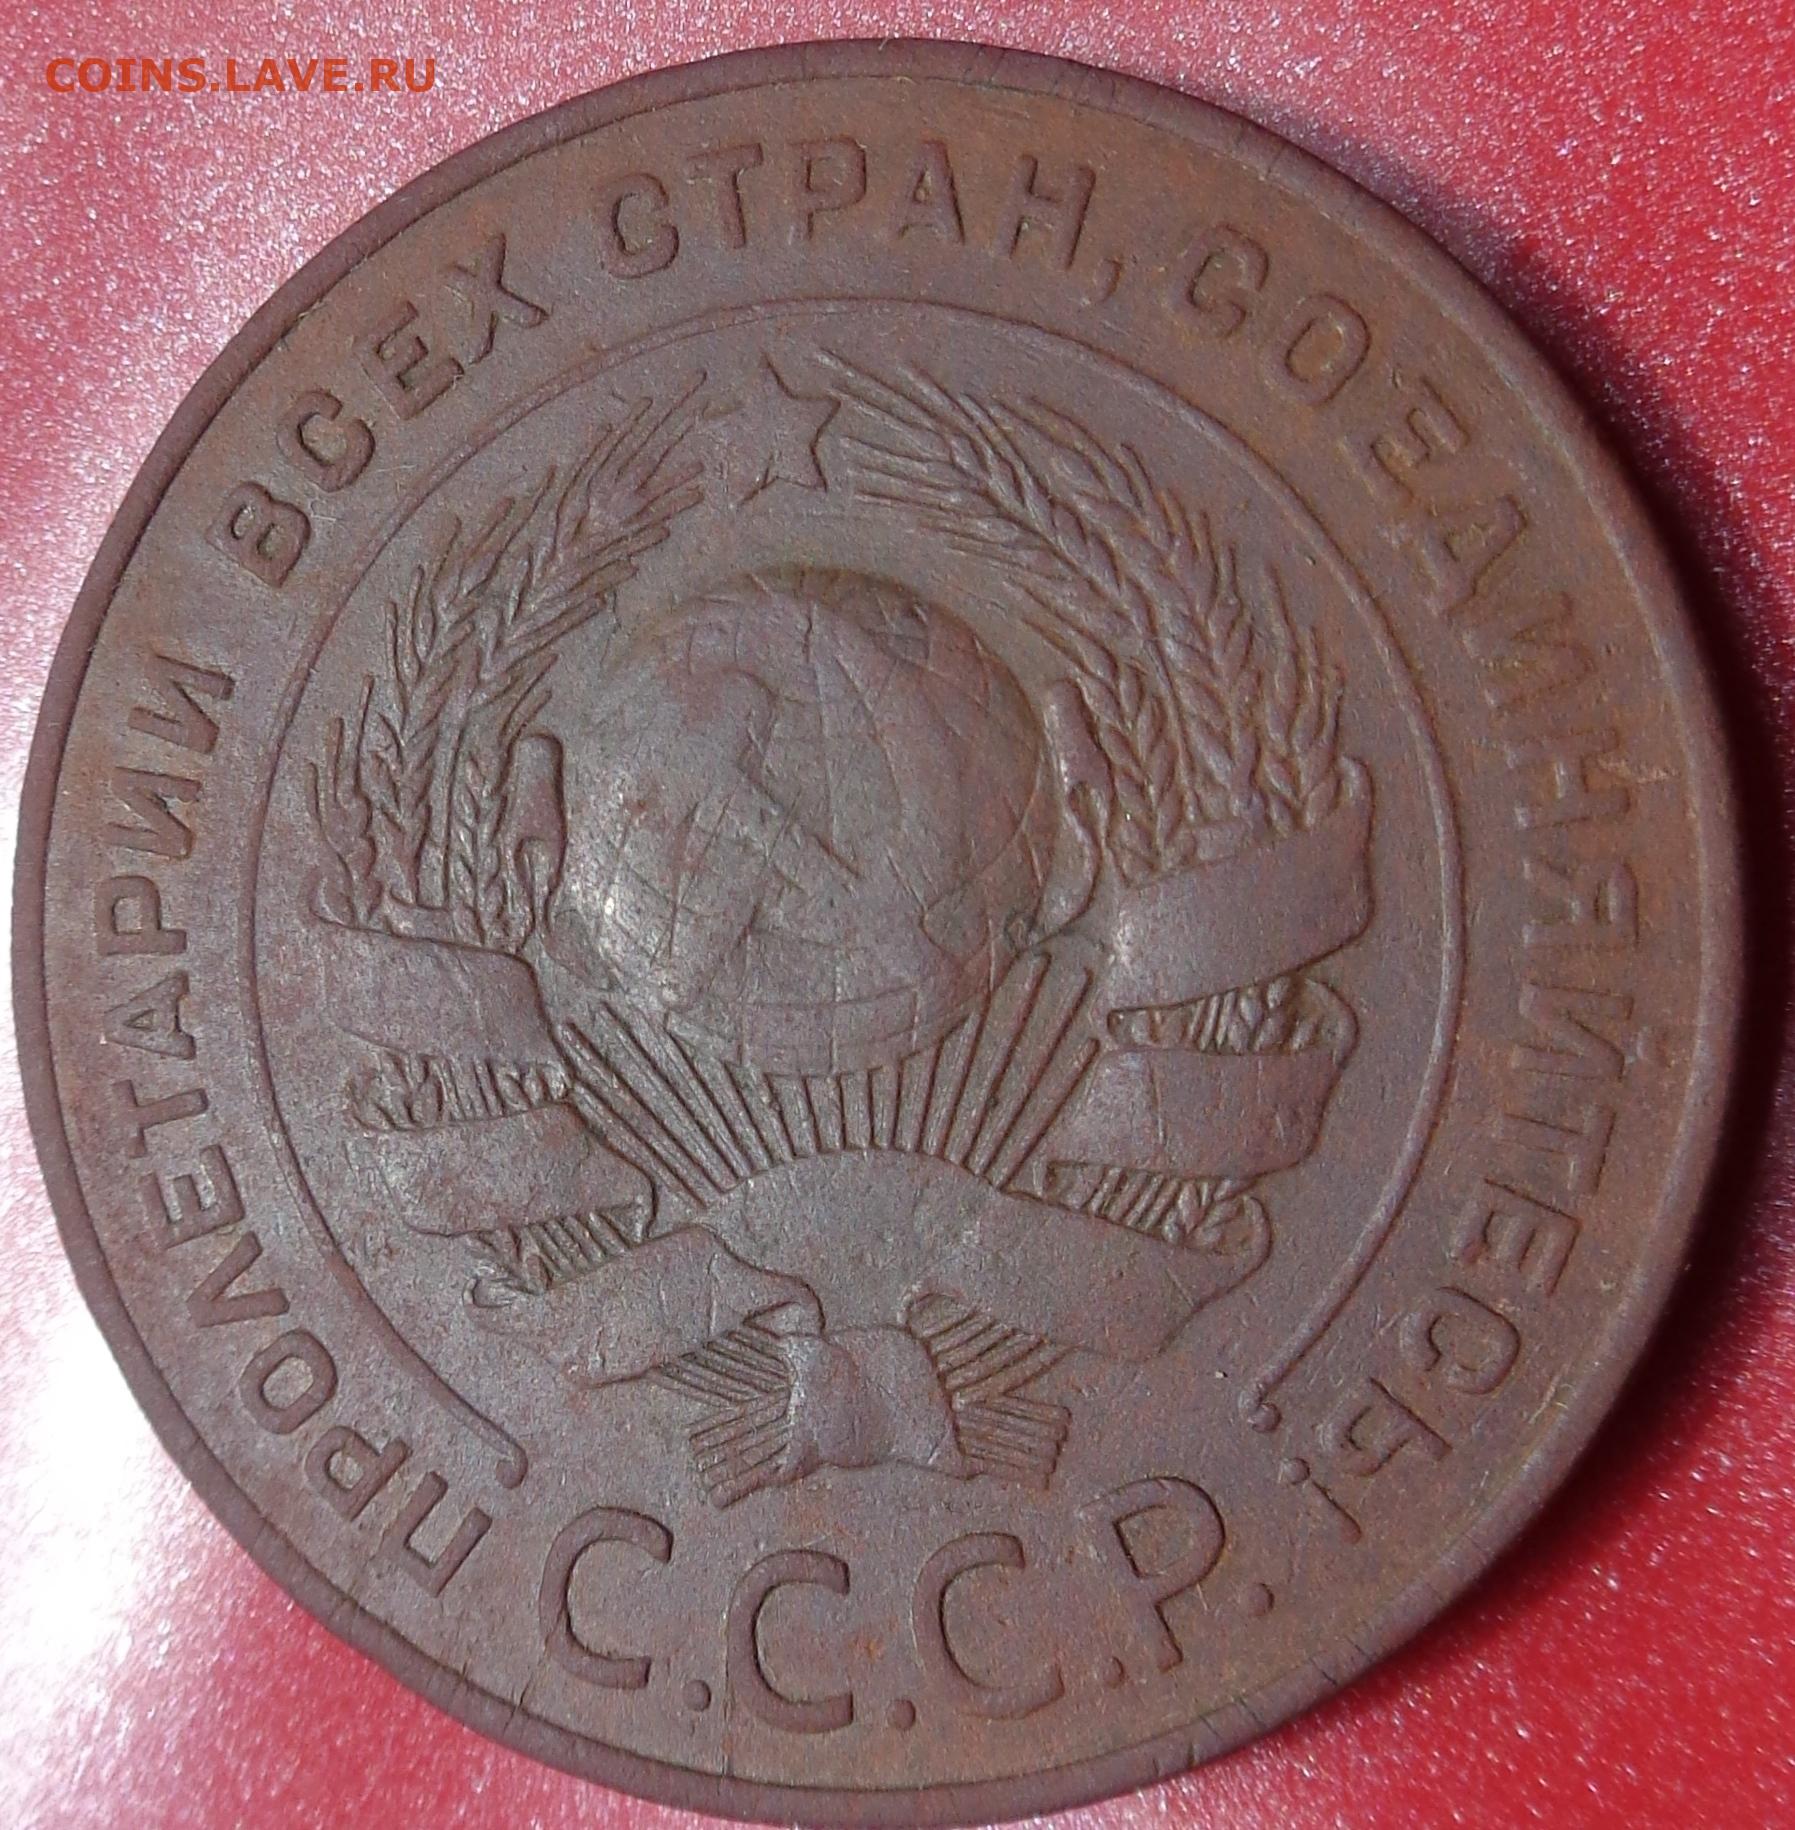 COINS.LAVE.RU
ПРОЛЕТАРИИ ВСЕХ СТРАН, СОЕДИНЯЙТЕСЬ!
С.С.С.Р.